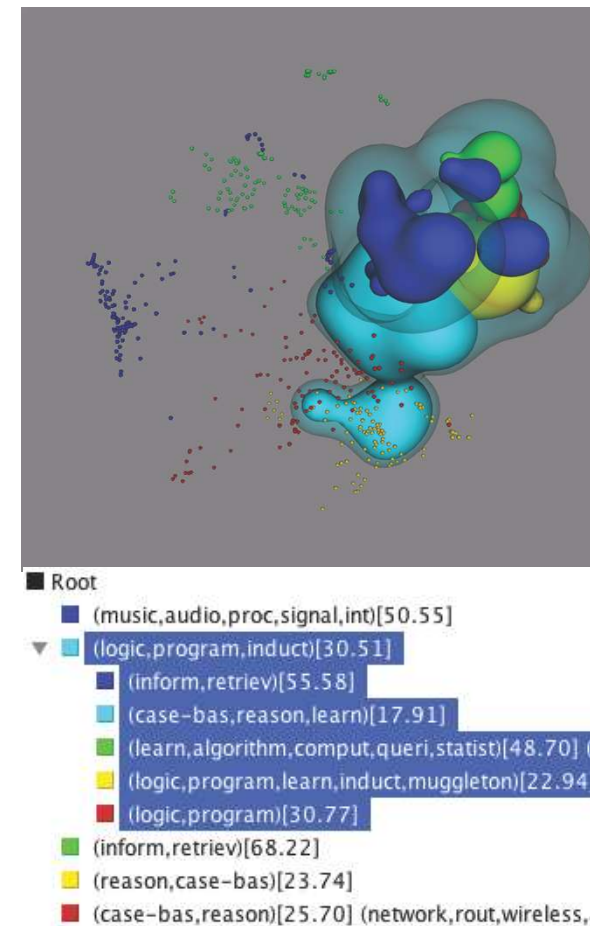 Root
(music,audio,proc,signal,int)[50.55]
(logic,program,induct)[30.51]
(inform,retriev)[55.58]
(case-bas,reason,learn)[17.91]
(learn,algorithm,comput,queri,statist)[48.70] (
(logic,program,learn,induct,muggleton)[22.94
(logic,program)[30.77]
(inform,retriev)[68.22]
(reason,case-bas)[23.74]
(case-bas,reason)[25.70] (network,rout,wireless,